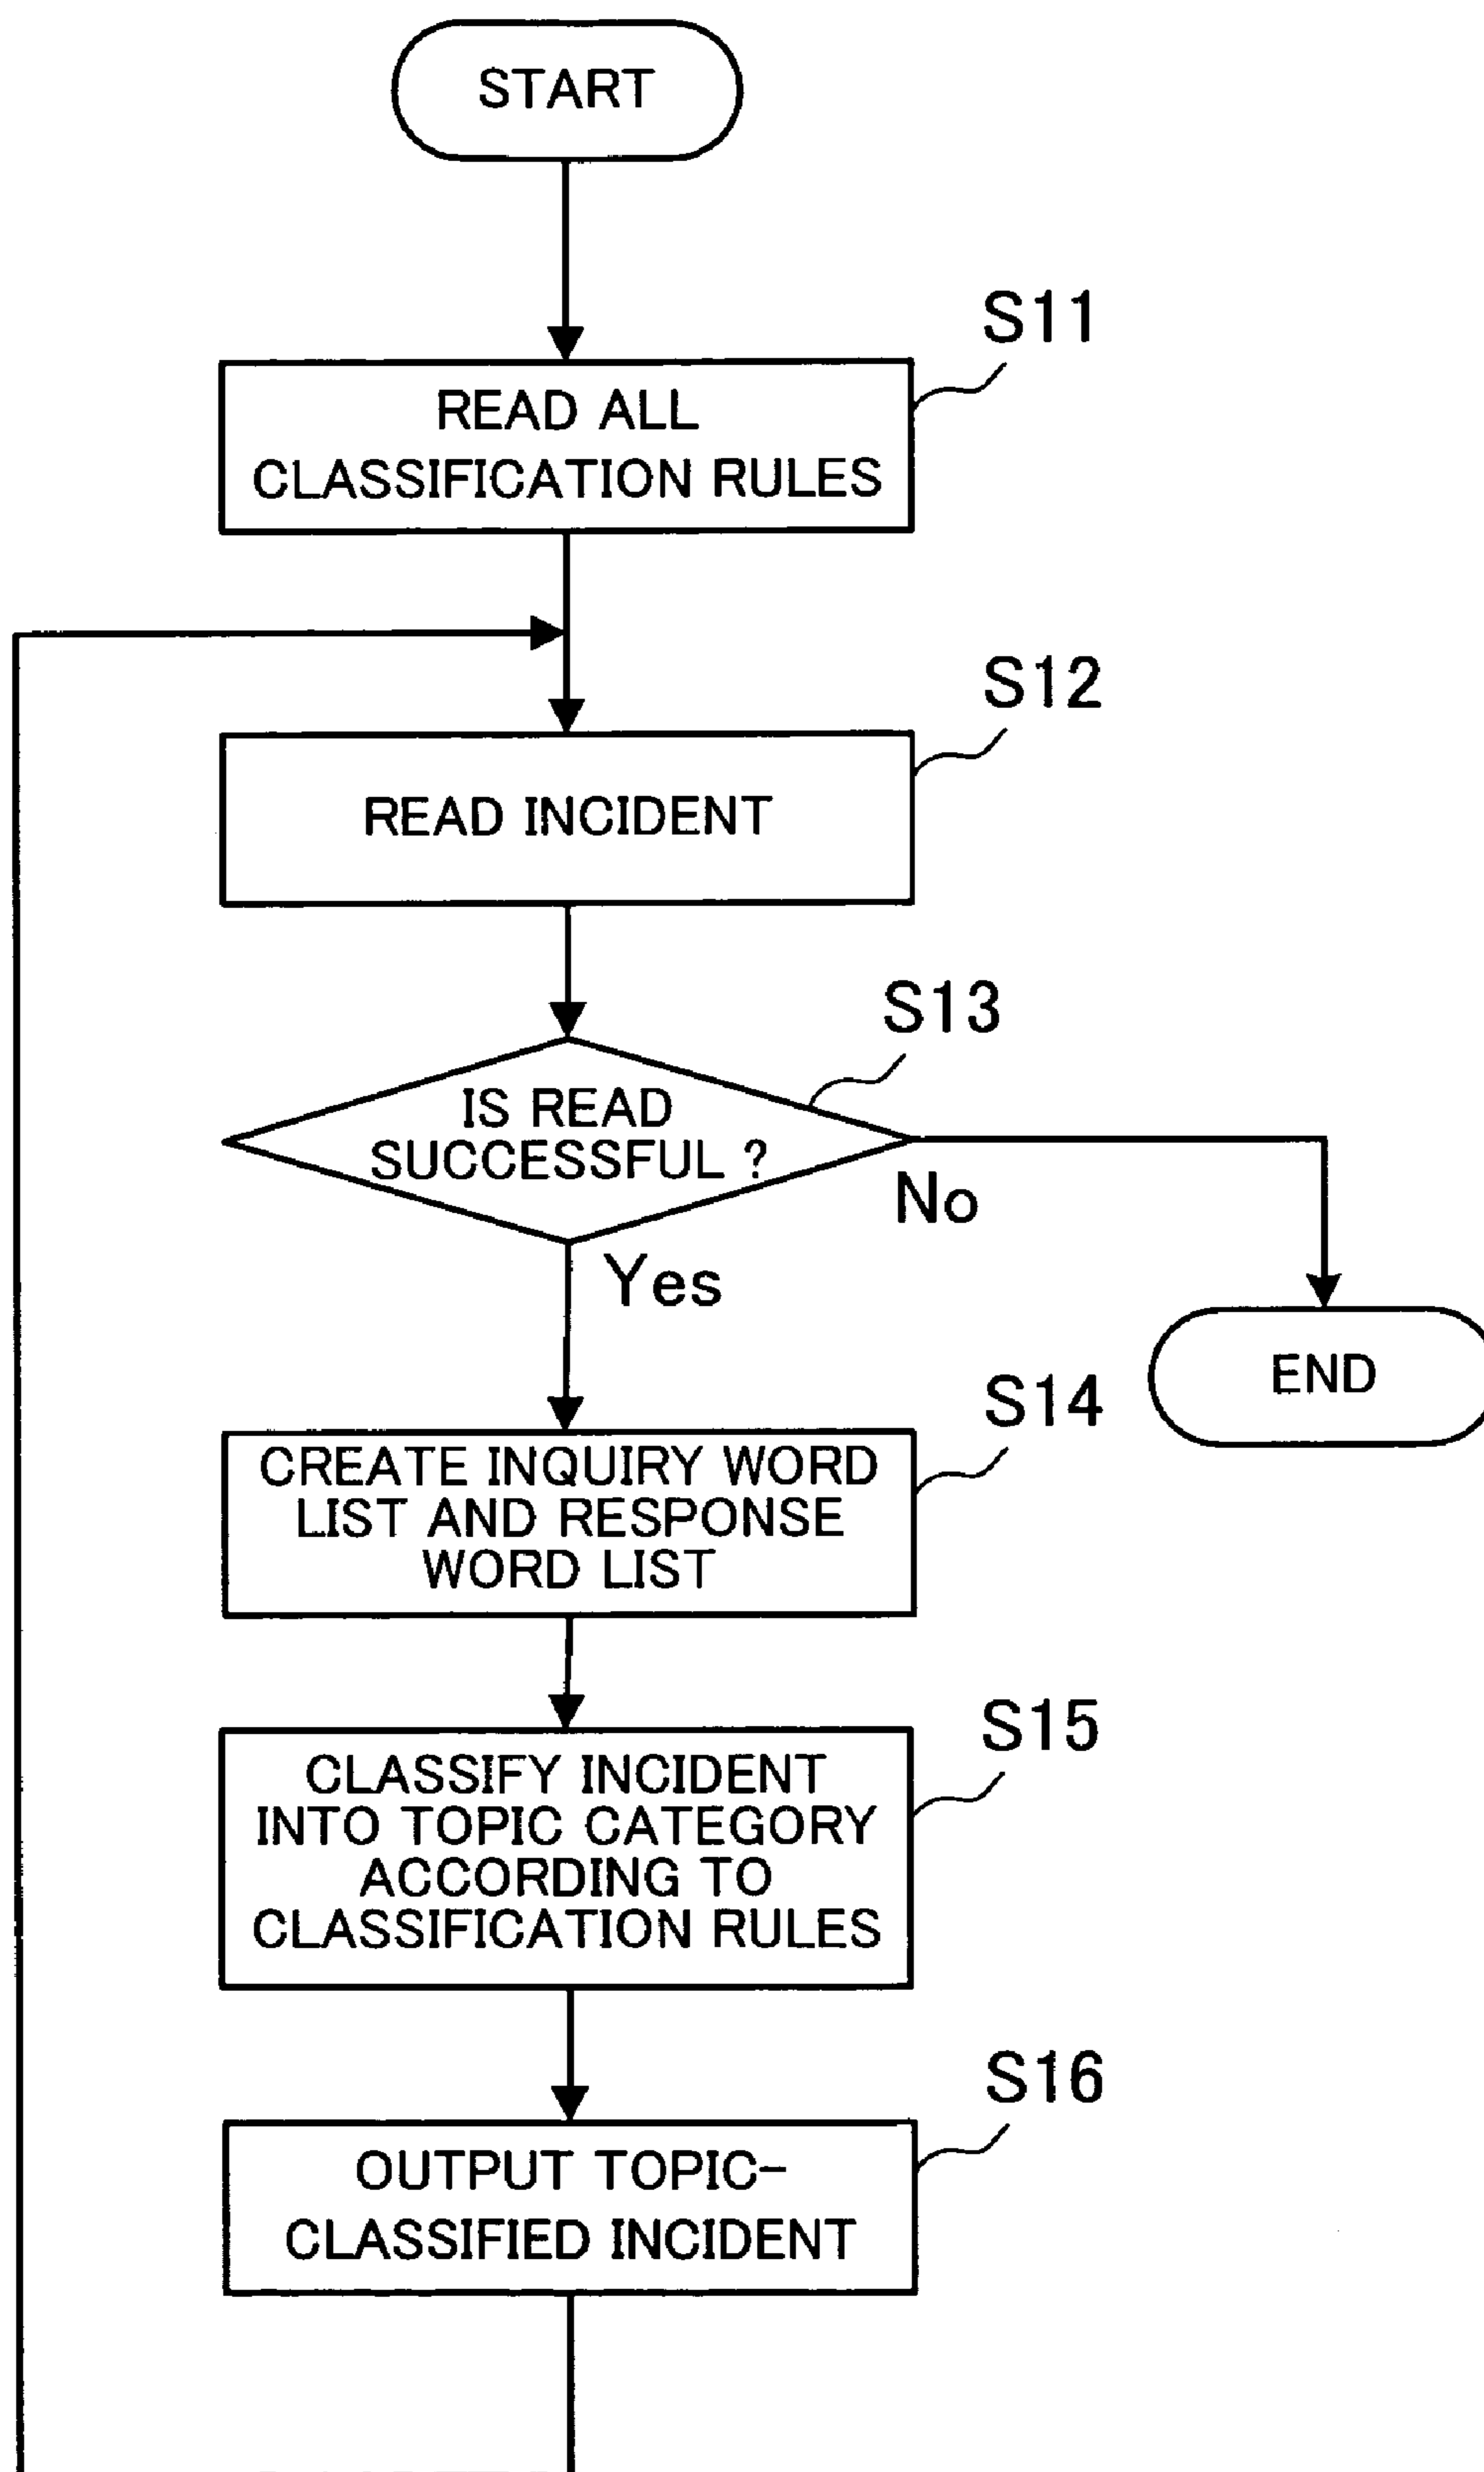 START
S11
READ ALL
CLASSIFICATION RULES
S12
READ INCIDENT
S13
IS READ
SUCCESSFUL ?
No
Yes
END
S14
CREATE INQUIRY WORD
LIST AND RESPONSE
WORD LIST
S15
CLASSIFY INCIDENT
INTO TOPIC CATEGORY
ACCORDING TO
CLASSIFICATION RULES
S16
OUTPUT TOPIC-
CLASSIFIED INCIDENT